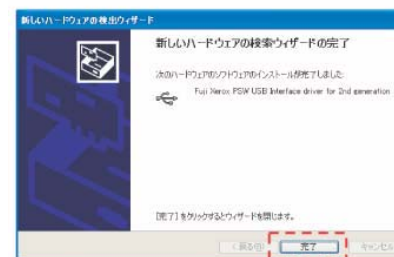 新しいハードウェアの検出ウィザード
新しいハードウェアの検索ウィザードの完了
次のハードウェアのソフトウェアのインストールが完了しました:
Fuji Xerox PSW USB Interface driver for 2nd generation
[完了] をクリックするとウィザードを閉じます。
< 戻る(B)
完了
キャンセル